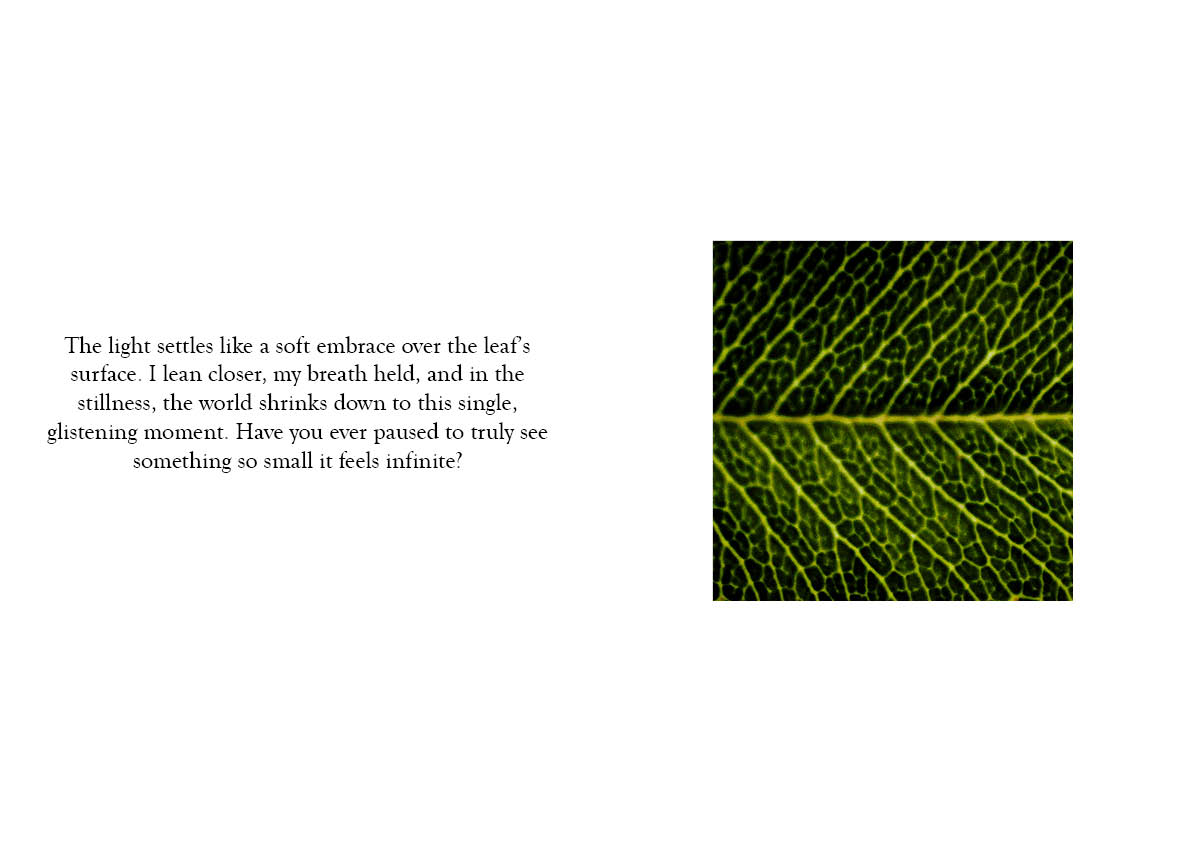 The light settles like a soft embrace over the leaf’s
surface. I lean closer, my breath held, and in the
stillness, the world shrinks down to this single,
glistening moment. Have you ever paused to truly see
something so small it feels infinite?